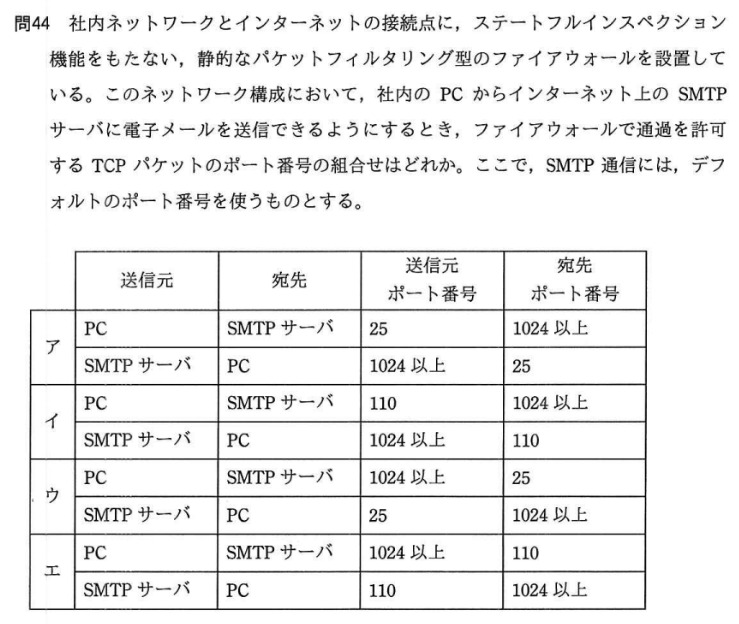 問44 社内ネットワークとインターネットの接続点に，ステートフルインスペクション
機能をもたない，静的なパケットフィルタリング型のファイアウォールを設置して
いる。このネットワーク構成において，社内の PC からインターネット上の SMTP
サーバに電子メールを送信できるようにするとき，ファイアウォールで通過を許可
する TCP パケットのポート番号の組合せはどれか。ここで，SMTP 通信には，デフ
ォルトのポート番号を使うものとする。
送信元 宛先 送信元ポート番号 宛先ポート番号
ア PC SMTP サーバ 25 1024 以上
SMTP サーバ PC 1024 以上 25
イ PC SMTP サーバ 110 1024 以上
SMTP サーバ PC 1024 以上 110
ウ PC SMTP サーバ 1024 以上 25
SMTP サーバ PC 25 1024 以上
エ PC SMTP サーバ 1024 以上 110
SMTP サーバ PC 110 1024 以上